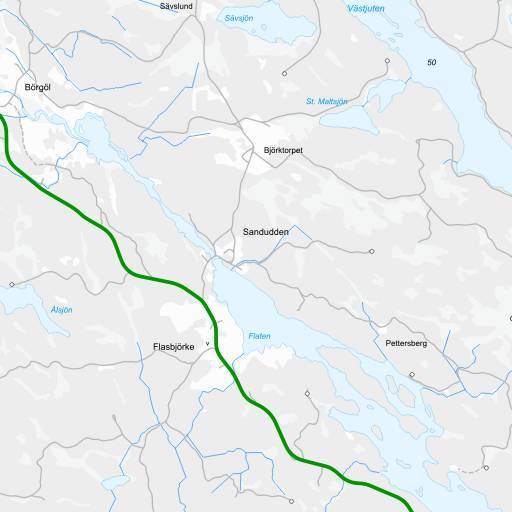 Sävslund
Västjuten
Sävsjön
50
Börgöl
St. Maltsjön
Björktorpet
Sandudden
Älsjön
Flaten
Flasbjörke
Pettersberg